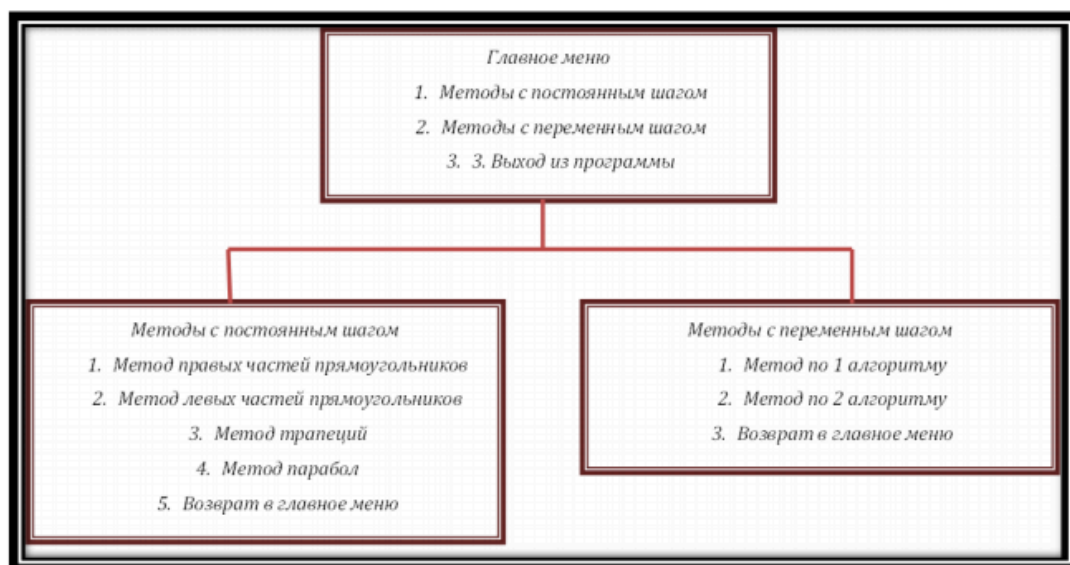 Главное меню
1. Методы с постоянным шагом
2. Методы с переменным шагом
3. 3. Выход из программы
Методы с постоянным шагом
1. Метод правых частей прямоугольников
2. Метод левых частей прямоугольников
3. Метод трапеций
4. Метод парабол
5. Возврат в главное меню
Методы с переменным шагом
1. Метод по 1 алгоритму
2. Метод по 2 алгоритму
3. Возврат в главное меню